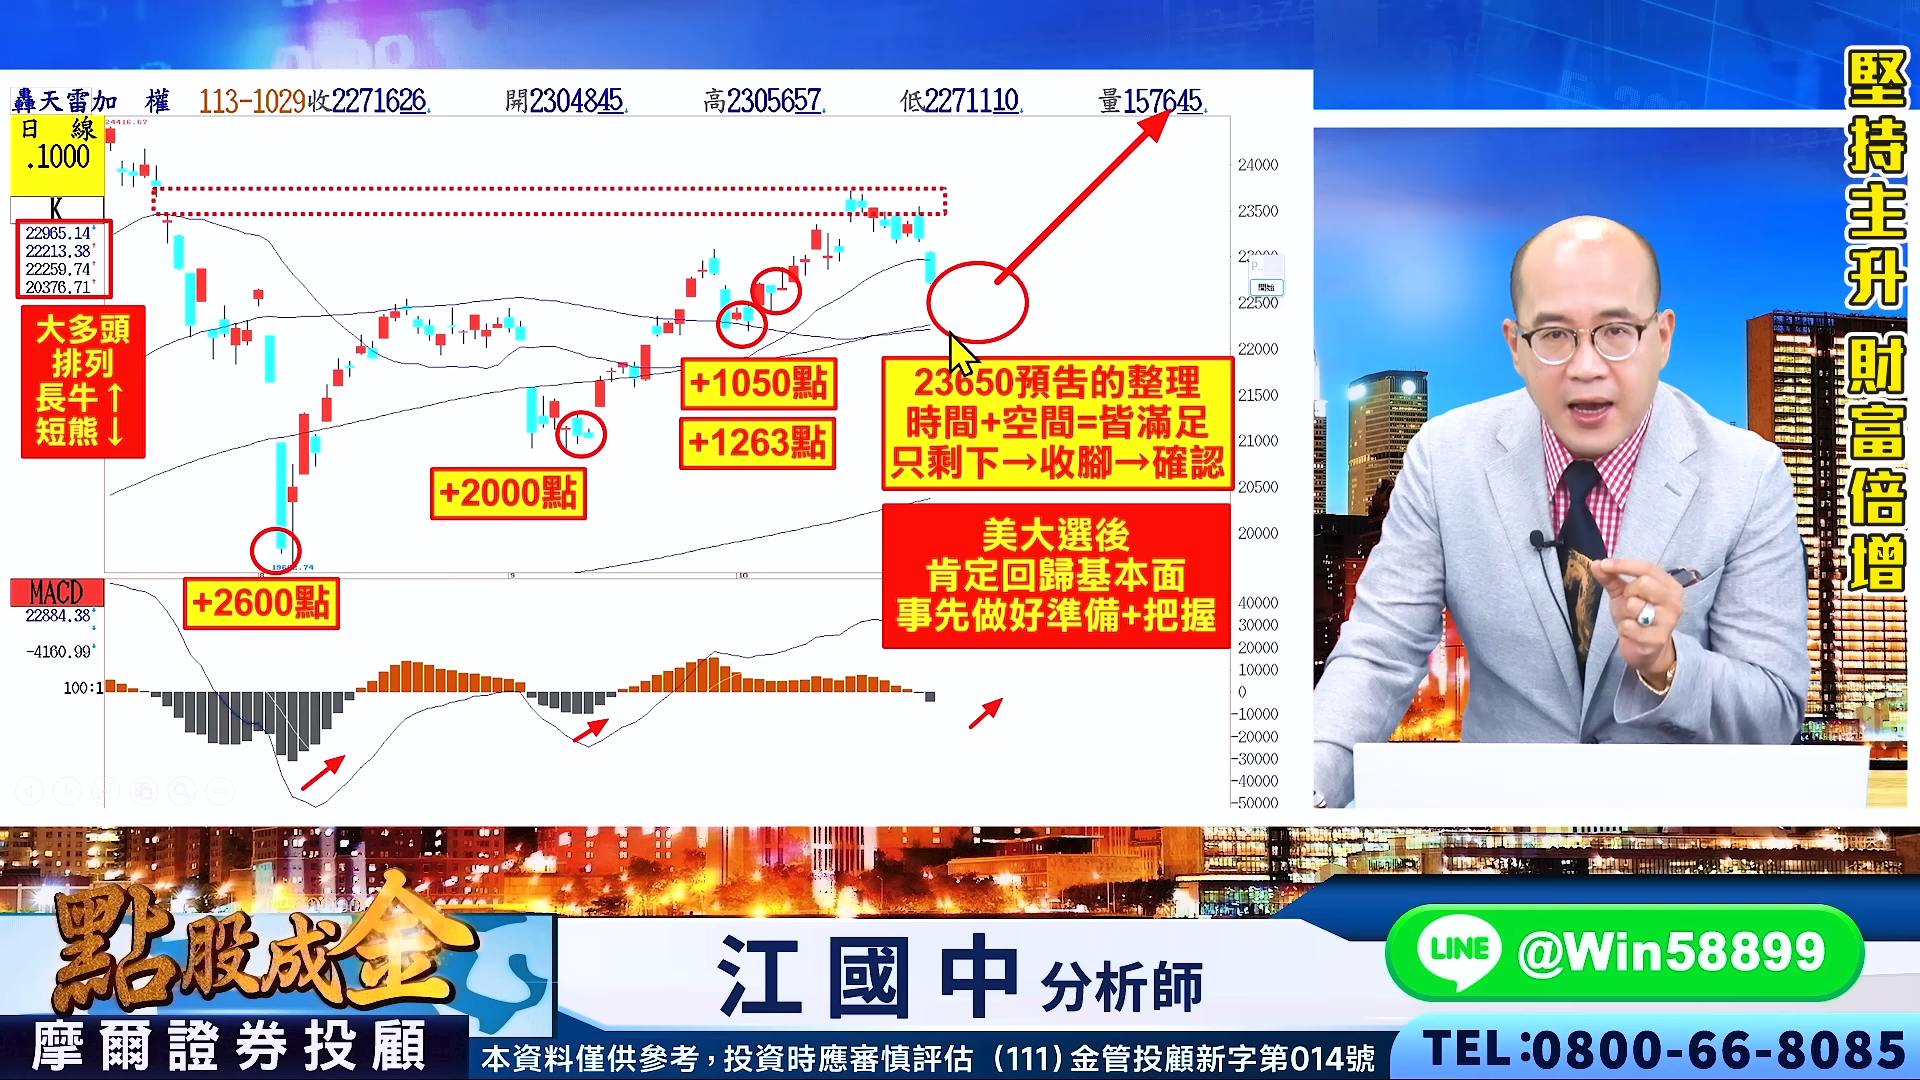 轟天雷加 權 113-1029收2271626 開2304845 高2305657 低2271110 量157645
日 線
.1000
K
22965.14
22213.38
22259.74
20376.71
大多頭
排列
長牛↑
短熊↓
24416.67
24000
23500
22500
22000
21500
21000
20500
20000
開始
+1050點
+1263點
+2000點
+2600點
23650預告的整理
時間+空間=皆滿足
只剩下→收腳→確認
美大選後
肯定回歸基本面
事先做好準備+把握
8
9
10
MACD
22884.38
-4160.99
100:1
40000
30000
20000
10000
0
-10000
-20000
-30000
-40000
-50000
堅持主升 財富倍增
點股成金
摩爾證券投顧
江國中 分析師
本資料僅供參考，投資時應審慎評估 (111)金管投顧新字第014號
LINE @Win58899
TEL:0800-66-8085